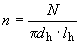 n = N / (πd_h · l_h)